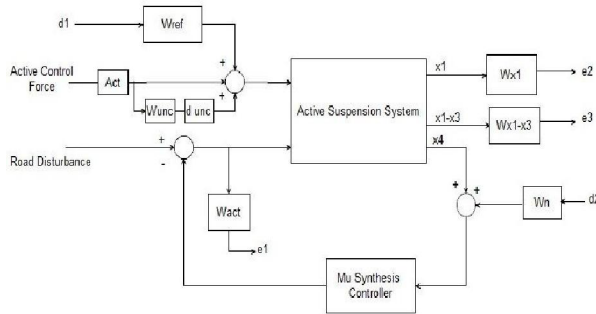 d1
Wref
+
Active Control
Force
Act
+
+
Wunc
d unc
Active Suspension System
x1
Wx1
e2
x1-x3
Wx1-x3
e3
x4
Road Disturbance
+
-
Wact
e1
+
+
Wn
d2
Mu Synthesis
Controller